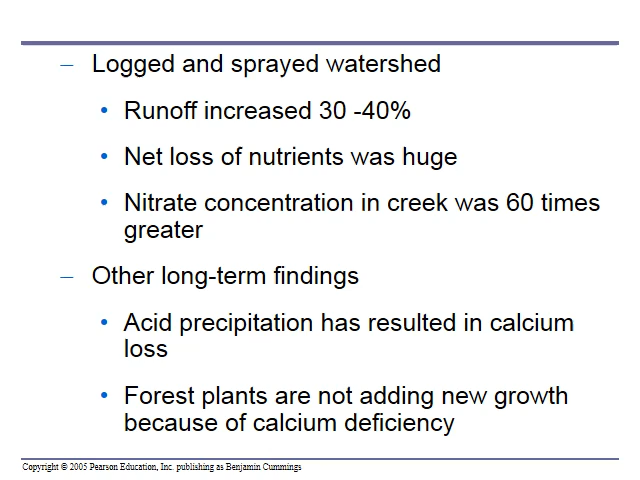 – Logged and sprayed watershed
• Runoff increased 30 -40%
• Net loss of nutrients was huge
• Nitrate concentration in creek was 60 times
greater
– Other long-term findings
• Acid precipitation has resulted in calcium
loss
• Forest plants are not adding new growth
because of calcium deficiency
Copyright © 2005 Pearson Education, Inc. publishing as Benjamin Cummings